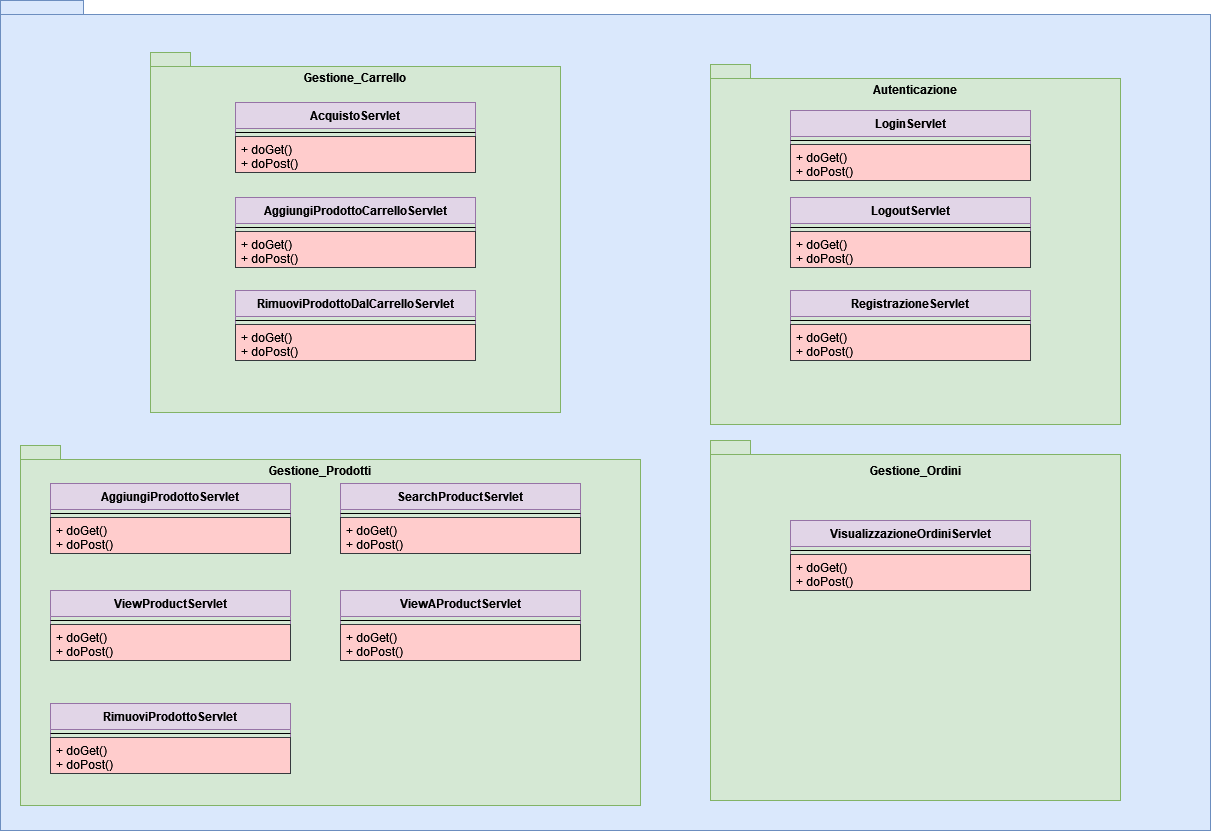 Gestione_Carrello
AcquistoServlet
+ doGet()
+ doPost()
AggiungiProdottoCarrelloServlet
+ doGet()
+ doPost()
RimuoviProdottoDalCarrelloServlet
+ doGet()
+ doPost()
Autenticazione
LoginServlet
+ doGet()
+ doPost()
LogoutServlet
+ doGet()
+ doPost()
RegistrazioneServlet
+ doGet()
+ doPost()
Gestione_Prodotti
AggiungiProdottoServlet
+ doGet()
+ doPost()
SearchProductServlet
+ doGet()
+ doPost()
ViewProductServlet
+ doGet()
+ doPost()
ViewAProductServlet
+ doGet()
+ doPost()
RimuoviProdottoServlet
+ doGet()
+ doPost()
Gestione_Ordini
VisualizzazioneOrdiniServlet
+ doGet()
+ doPost()